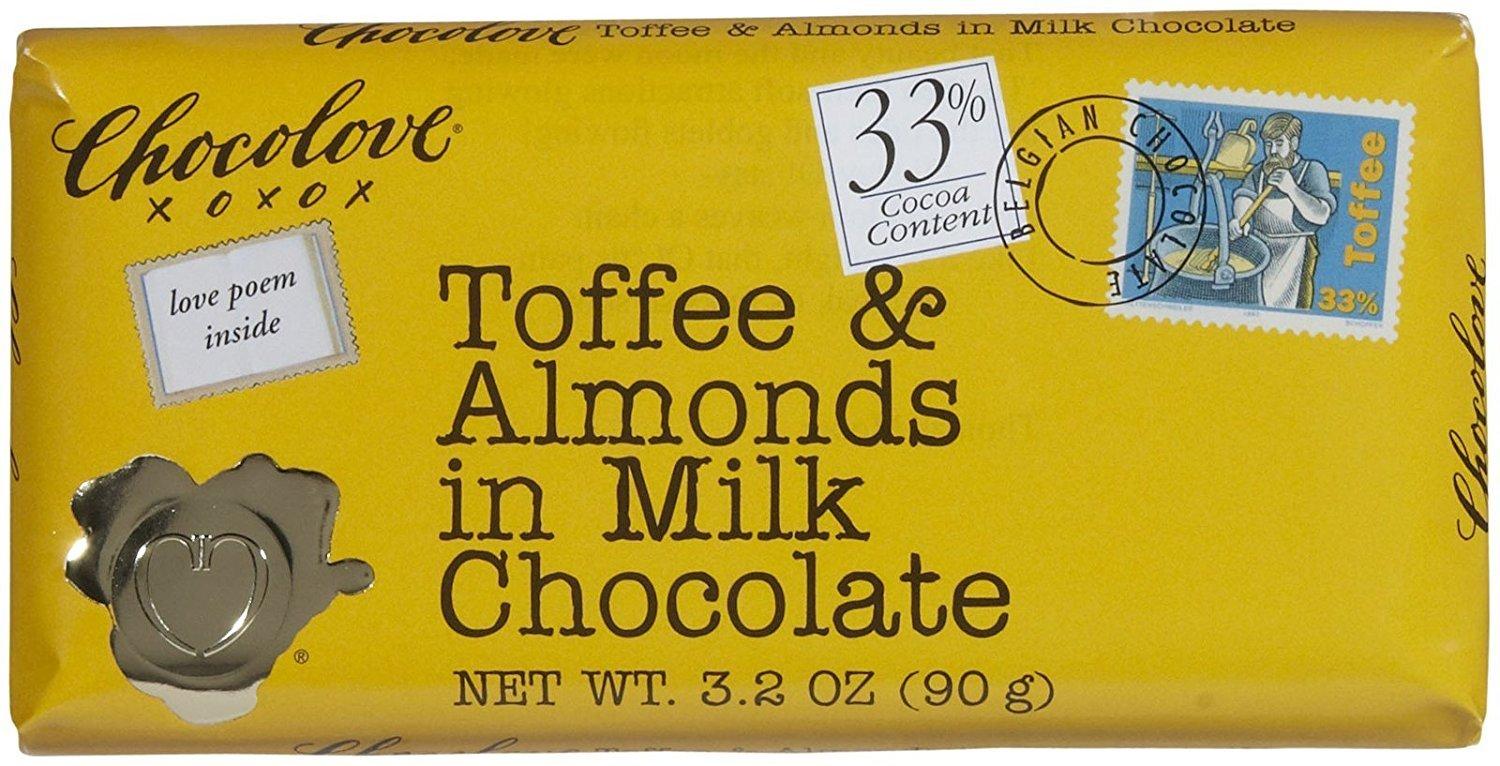 Chocolove Toffee & Almonds in Milk Chocolate
Chocolove®
XOXOX
love poem
inside
33%
Cocoa
Content
BELGIAN CHOCOLATE
Toffee
33%
Toffee &
Almonds
in Milk
Chocolate
NET WT. 3.2 OZ (90 g)
®
Chocolove